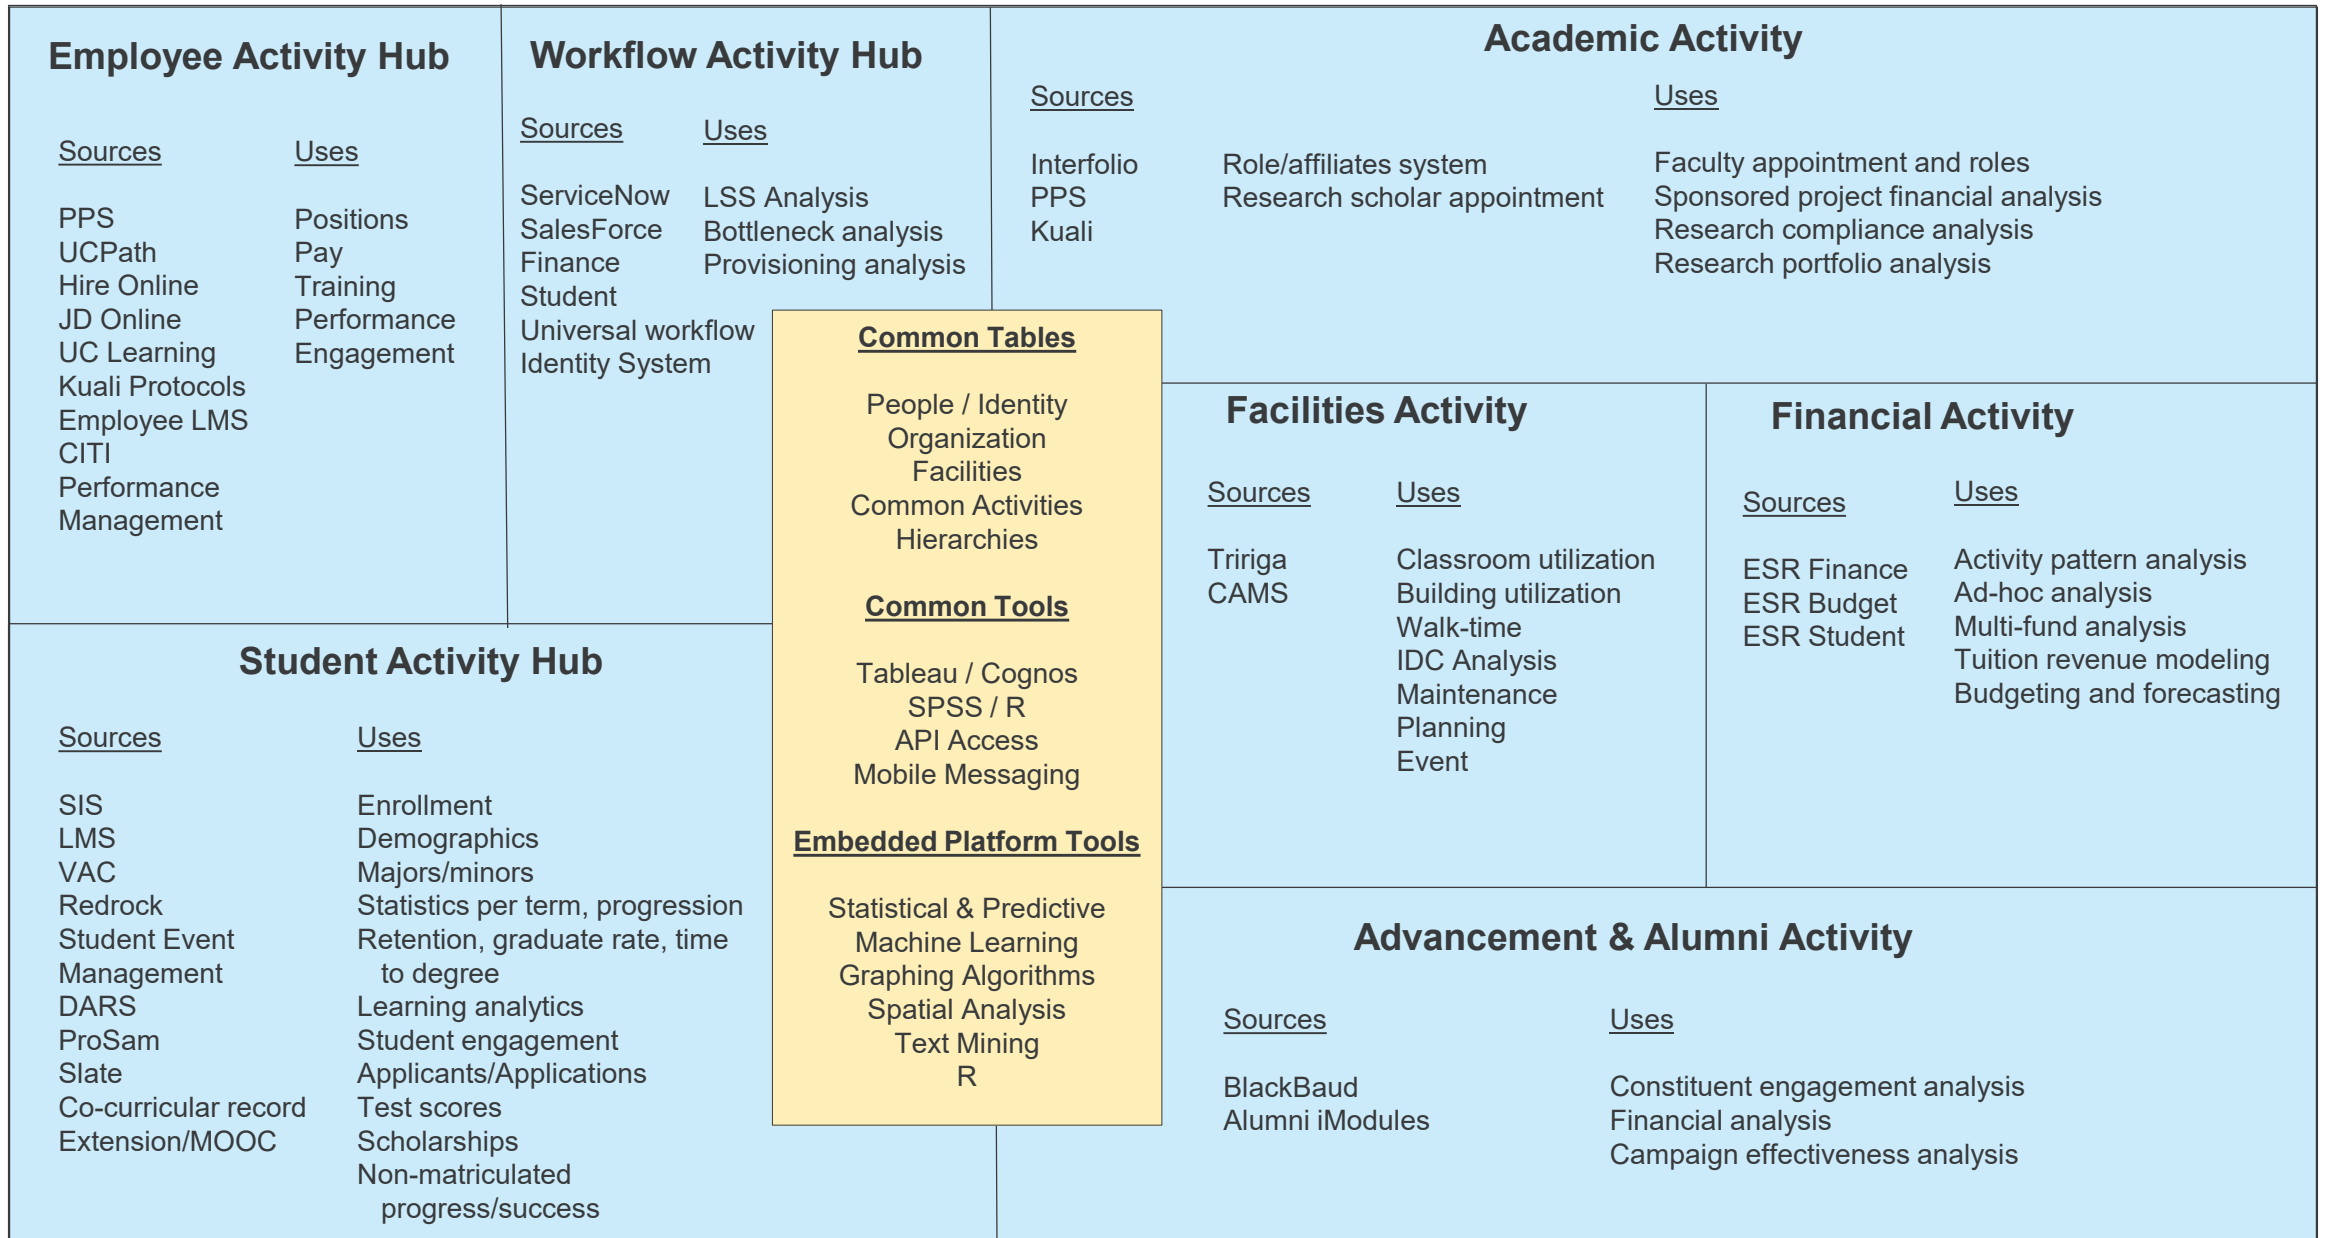 Employee Activity Hub
Sources
PPS
UCPath
Hire Online
JD Online
UC Learning
Kuali Protocols
Employee LMS
CITI
Performance
Management
Uses
Positions
Pay
Training
Performance
Engagement
Workflow Activity Hub
Sources
ServiceNow
SalesForce
Finance
Student
Universal workflow
Identity System
Uses
LSS Analysis
Bottleneck analysis
Provisioning analysis
Academic Activity
Sources
Interfolio
PPS
Kuali
Role/affiliates system
Research scholar appointment
Uses
Faculty appointment and roles
Sponsored project financial analysis
Research compliance analysis
Research portfolio analysis
Common Tables
People / Identity
Organization
Facilities
Common Activities
Hierarchies
Common Tools
Tableau / Cognos
SPSS / R
API Access
Mobile Messaging
Embedded Platform Tools
Statistical & Predictive
Machine Learning
Graphing Algorithms
Spatial Analysis
Text Mining
R
Facilities Activity
Sources
Tririga
CAMS
Uses
Classroom utilization
Building utilization
Walk-time
IDC Analysis
Maintenance
Planning
Event
Financial Activity
Sources
ESR Finance
ESR Budget
ESR Student
Uses
Activity pattern analysis
Ad-hoc analysis
Multi-fund analysis
Tuition revenue modeling
Budgeting and forecasting
Student Activity Hub
Sources
SIS
LMS
VAC
Redrock
Student Event
Management
DARS
ProSam
Slate
Co-curricular record
Extension/MOOC
Uses
Enrollment
Demographics
Majors/minors
Statistics per term, progression
Retention, graduate rate, time
to degree
Learning analytics
Student engagement
Applicants/Applications
Test scores
Scholarships
Non-matriculated
progress/success
Advancement & Alumni Activity
Sources
BlackBaud
Alumni iModules
Uses
Constituent engagement analysis
Financial analysis
Campaign effectiveness analysis